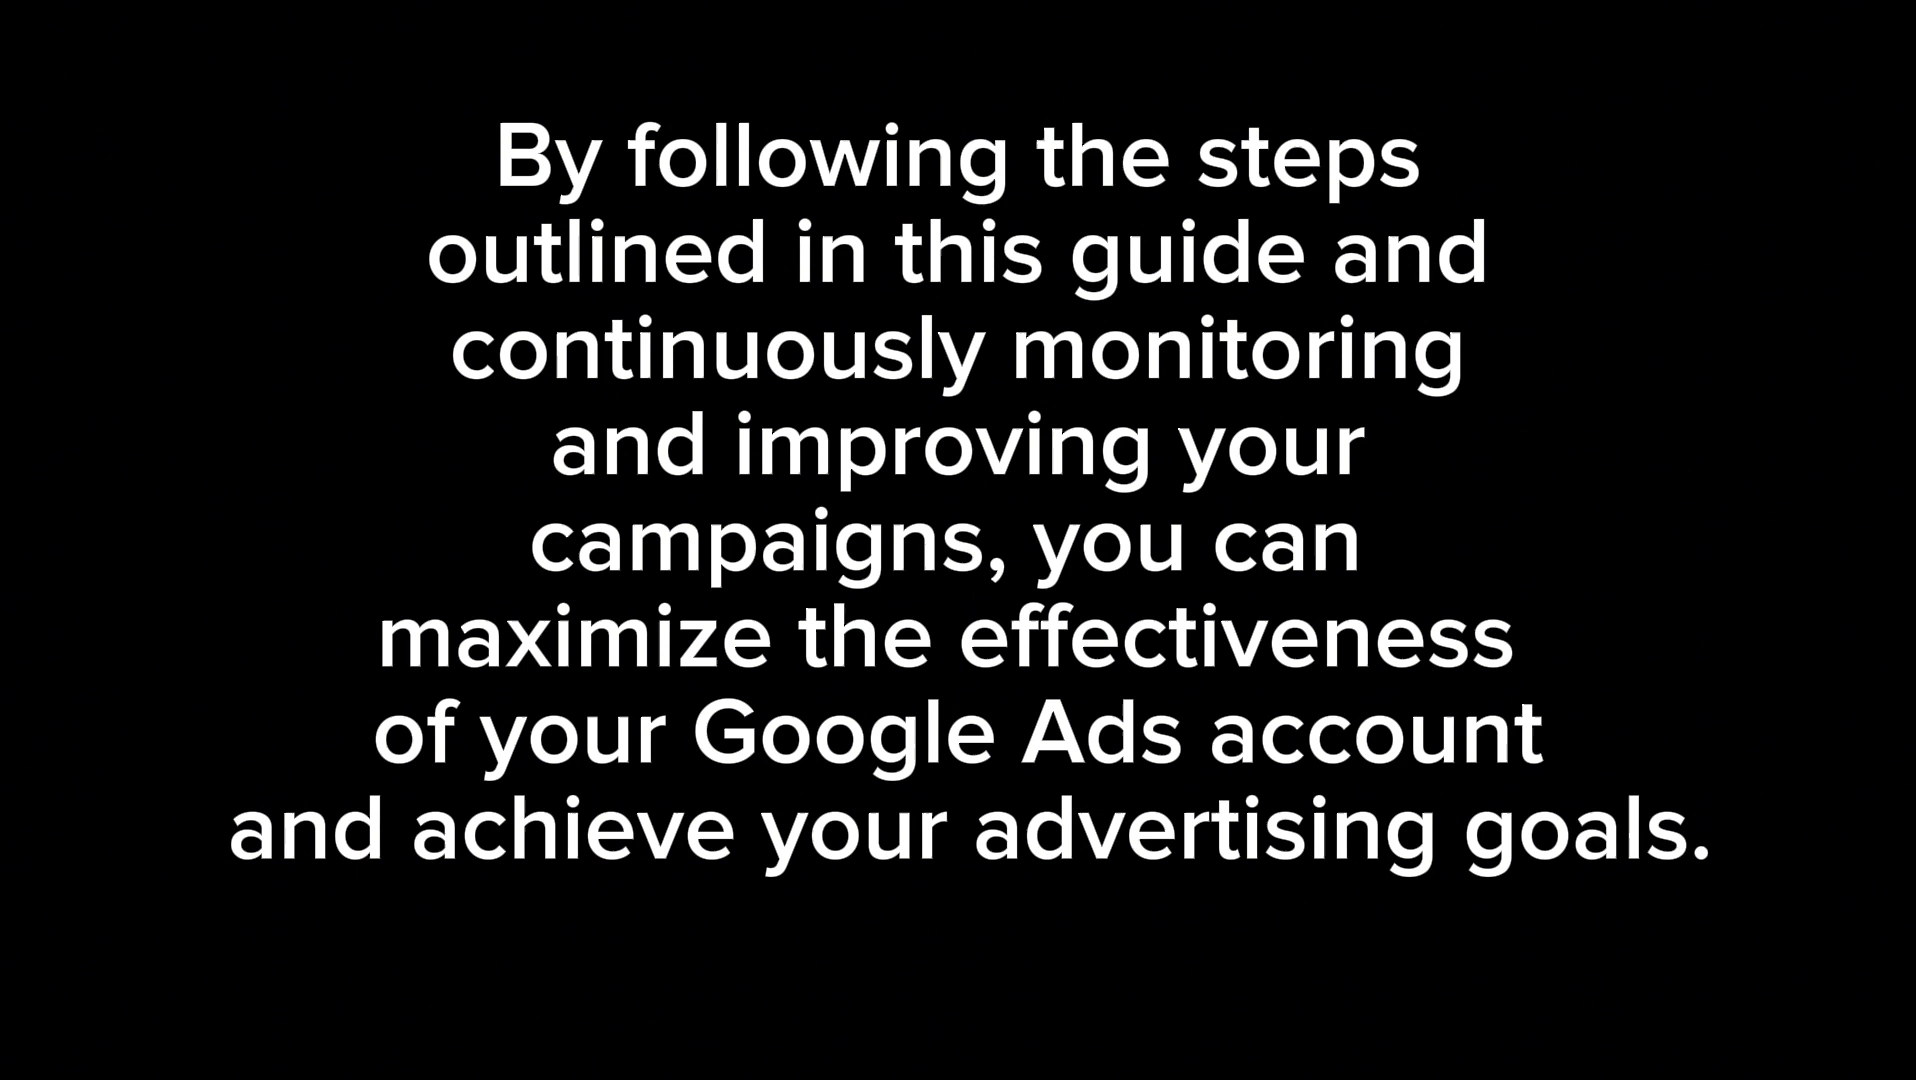 By following the steps
outlined in this guide and
continuously monitoring
and improving your
campaigns, you can
maximize the effectiveness
of your Google Ads account
and achieve your advertising goals.